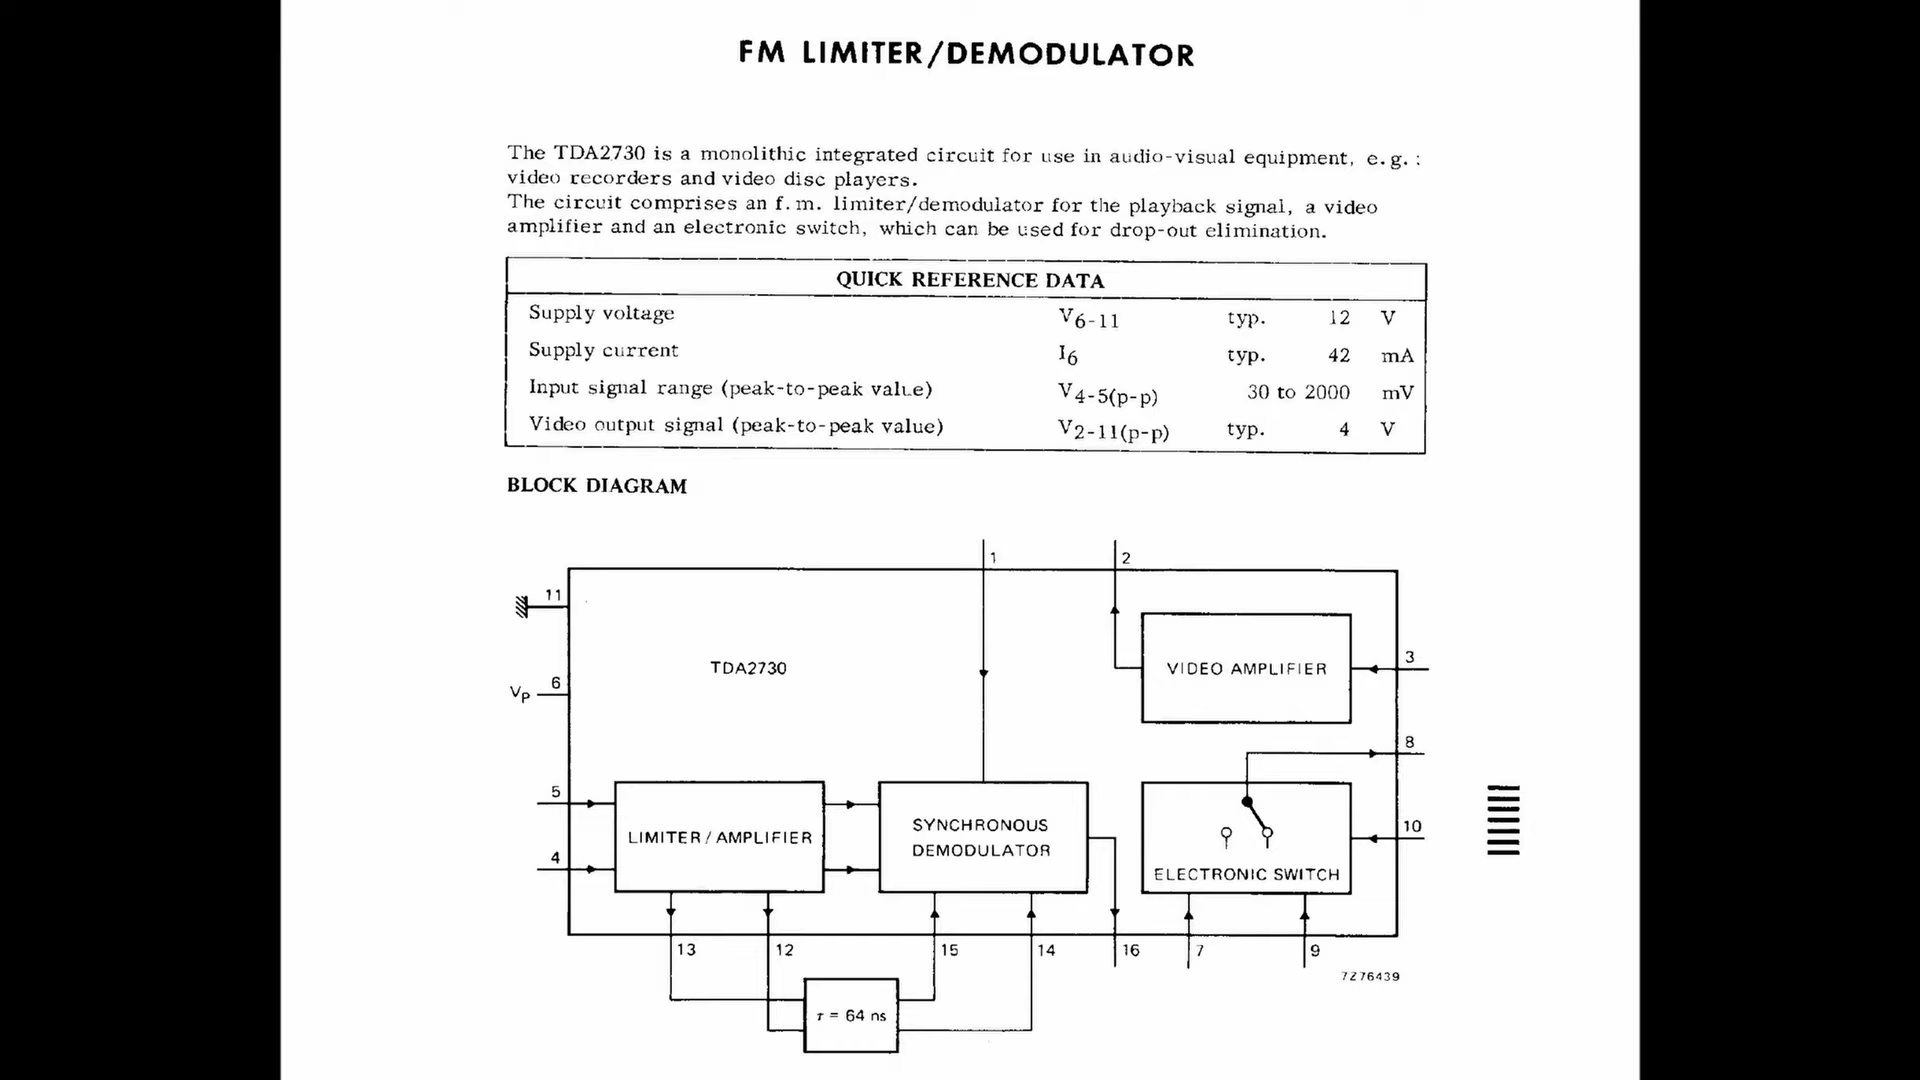 FM LIMITER/DEMODULATOR
The TDA2730 is a monolithic integrated circuit for use in audio-visual equipment, e.g.:
video recorders and video disc players.
The circuit comprises an f.m. limiter/demodulator for the playback signal, a video
amplifier and an electronic switch, which can be used for drop-out elimination.
QUICK REFERENCE DATA
Supply voltage V6-11 typ. 12 V
Supply current I6 typ. 42 mA
Input signal range (peak-to-peak value) V4-5(p-p) 30 to 2000 mV
Video output signal (peak-to-peak value) V2-11(p-p) typ. 4 V
BLOCK DIAGRAM
1 2
11
TDA2730
VIDEO AMPLIFIER 3
VP 6
8
5
LIMITER/AMPLIFIER
SYNCHRONOUS
DEMODULATOR
10
4
ELECTRONIC SWITCH
13 12 15 14 16 7 9
7Z76439
τ = 64 ns